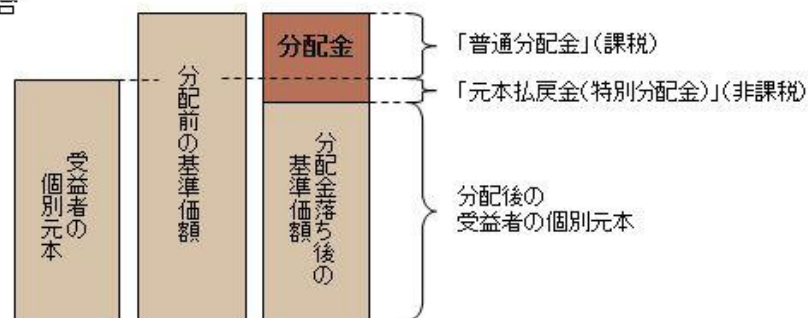 受益者の
個別元本
分配前の基準価額
分配金
分配金落ち後の
基準価額
「普通分配金」(課税)
「元本払戻金(特別分配金)」(非課税)
分配後の
受益者の個別元本